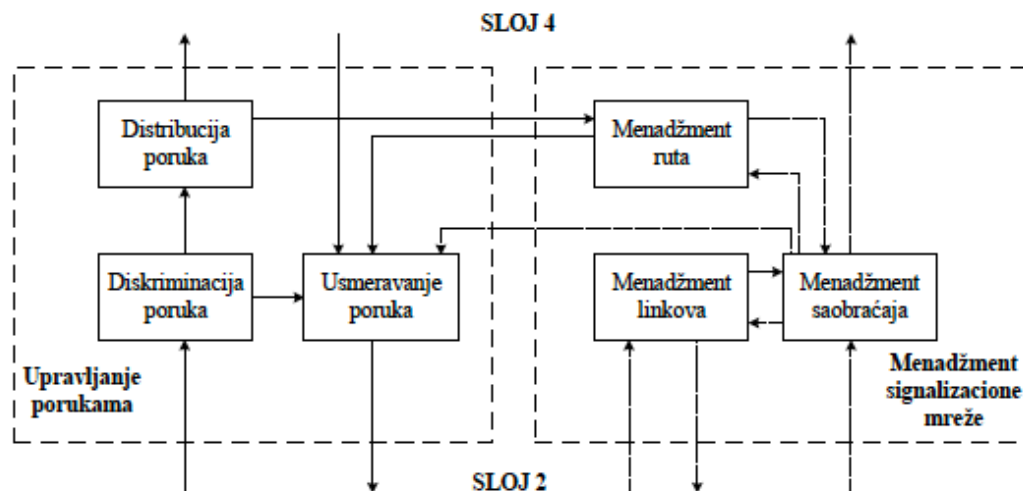 SLOJ 4
Distribucija
poruka
Menadžment
ruta
Diskriminacija
poruka
Usmeravanje
poruka
Menadžment
linkova
Menadžment
saobraćaja
Upravljanje
porukama
Menadžment
signalizacione
mreže
SLOJ 2